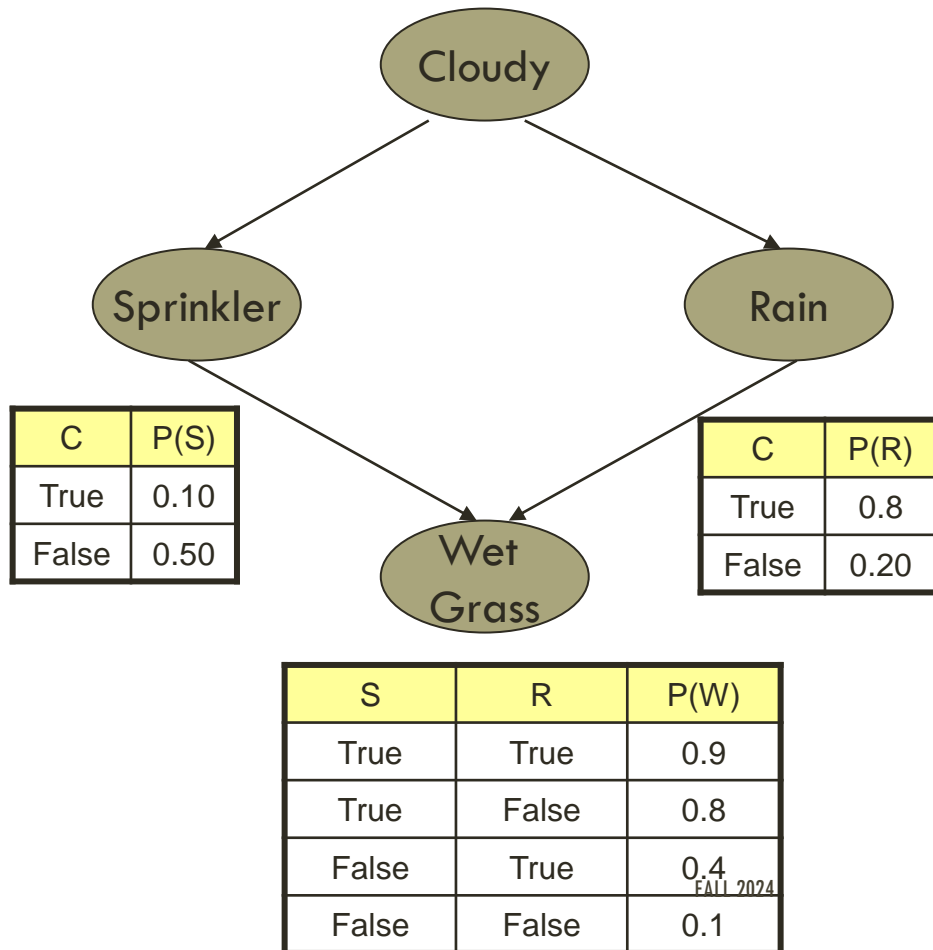 Cloudy
Sprinkler
Rain
C P(S)
True 0.10
False 0.50
C P(R)
True 0.8
False 0.20
Wet
Grass
S R P(W)
True True 0.9
True False 0.8
False True 0.4
FALL 2024
False False 0.1